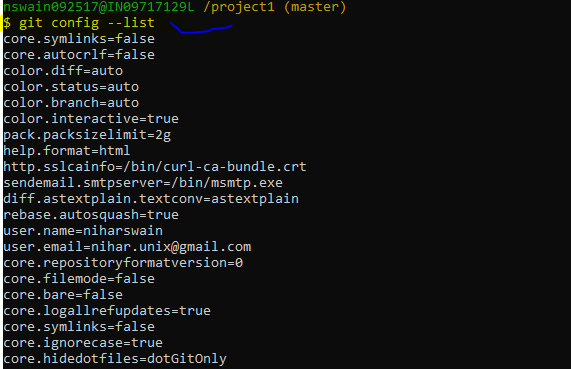 nswain092517@IN09717129L /project1 (master)
$ git config --list
core.symlinks=false
core.autocrlf=false
color.diff=auto
color.status=auto
color.branch=auto
color.interactive=true
pack.packsizelimit=2g
help.format=html
http.sslcainfo=/bin/curl-ca-bundle.crt
sendemail.smtpserver=/bin/msmtp.exe
diff.astextplain.textconv=astextplain
rebase.autosquash=true
user.name=niharswain
user.email=nihar.unix@gmail.com
core.repositoryformatversion=0
core.filemode=false
core.bare=false
core.logallrefupdates=true
core.symlinks=false
core.ignorecase=true
core.hidedotfiles=dotGitOnly